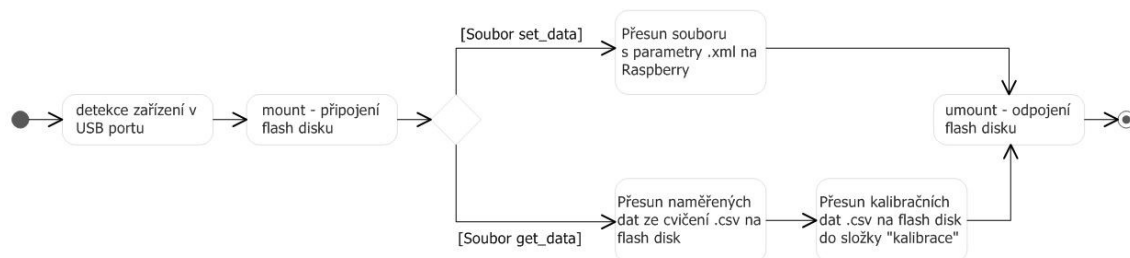 detekce zařízení v
USB portu
mount - připojení
flash disku
[Soubor set_data]
Přesun souboru
s parametry .xml na
Raspberry
[Soubor get_data]
Přesun naměřených
dat ze cvičení .csv na
flash disk
Přesun kalibračních
dat .csv na flash disk
do složky "kalibrace"
umount - odpojení
flash disku